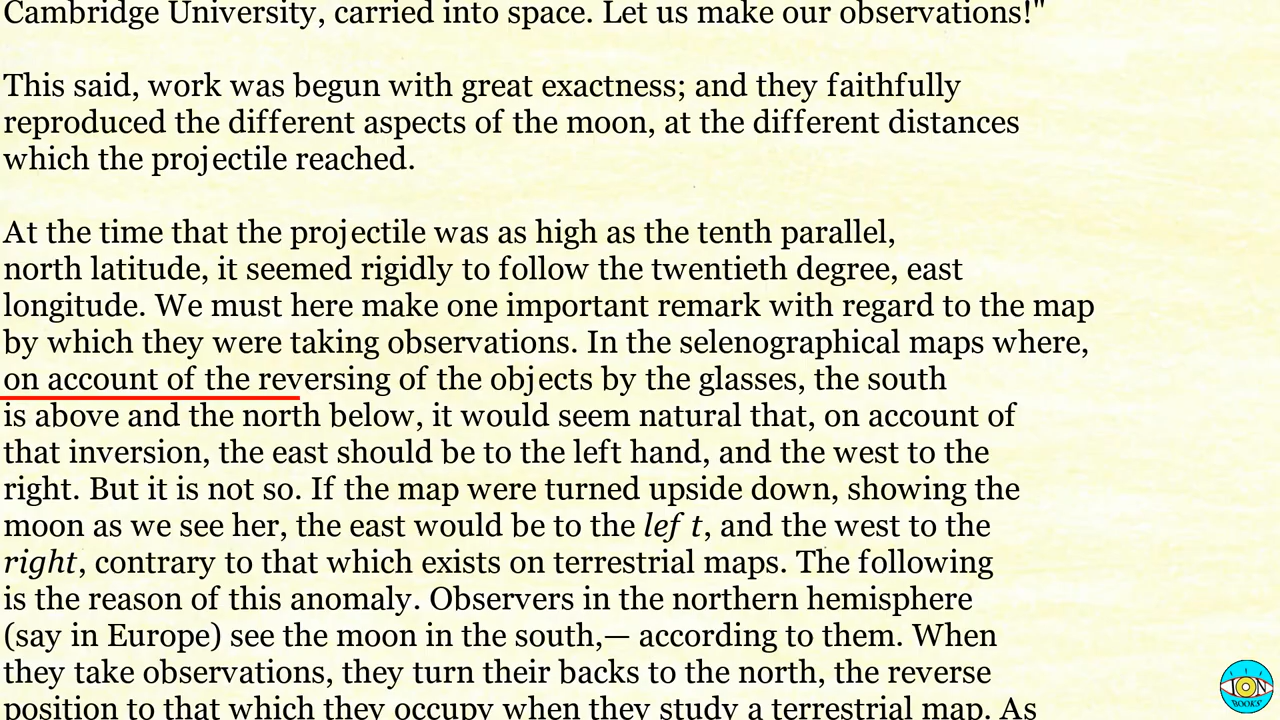 Cambridge University, carried into space. Let us make our observations!"
This said, work was begun with great exactness; and they faithfully
reproduced the different aspects of the moon, at the different distances
which the projectile reached.
At the time that the projectile was as high as the tenth parallel,
north latitude, it seemed rigidly to follow the twentieth degree, east
longitude. We must here make one important remark with regard to the map
by which they were taking observations. In the selenographical maps where,
on account of the reversing of the objects by the glasses, the south
is above and the north below, it would seem natural that, on account of
that inversion, the east should be to the left hand, and the west to the
right. But it is not so. If the map were turned upside down, showing the
moon as we see her, the east would be to the left, and the west to the
right, contrary to that which exists on terrestrial maps. The following
is the reason of this anomaly. Observers in the northern hemisphere
(say in Europe) see the moon in the south,— according to them. When
they take observations, they turn their backs to the north, the reverse
position to that which they occupy when they study a terrestrial map. As
ION
BOOKS